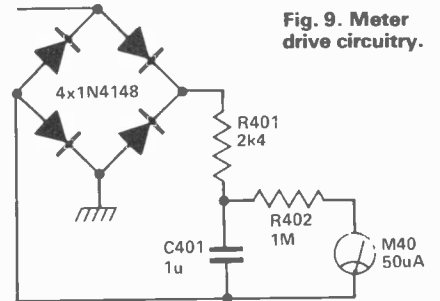 Fig. 9. Meter
drive circuitry.
4x1N4148
R401
2k4
R402
1M
C401
1u
M40
50uA